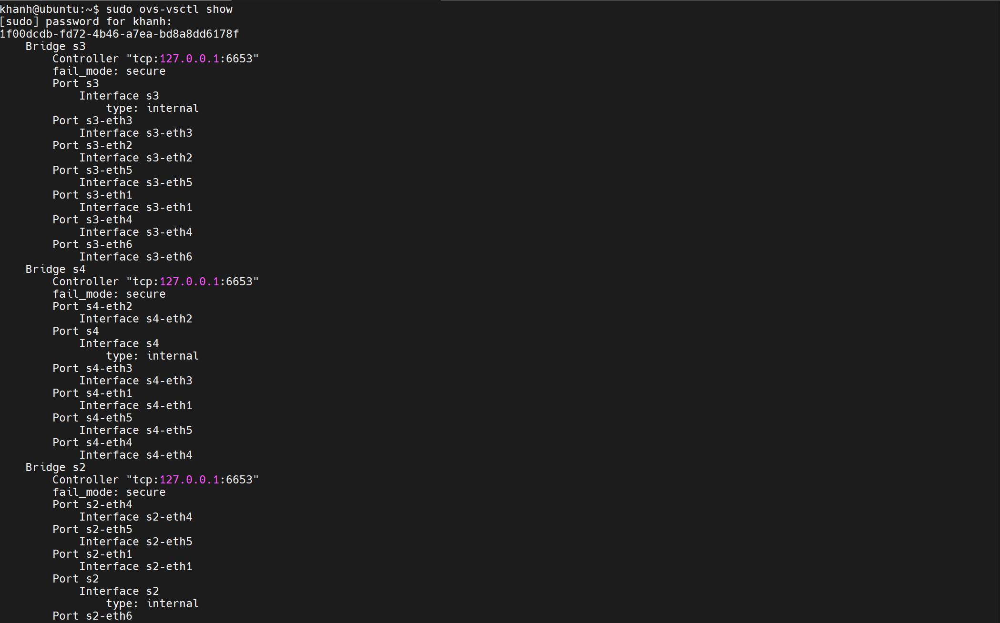 khanh@ubuntu:~$ sudo ovs-vsctl show
[sudo] password for khanh:
1f00dcdb-fd72-4b46-a7ea-bd8a8dd6178f
    Bridge s3
        Controller "tcp:127.0.0.1:6653"
        fail_mode: secure
        Port s3
            Interface s3
                type: internal
        Port s3-eth3
            Interface s3-eth3
        Port s3-eth2
            Interface s3-eth2
        Port s3-eth5
            Interface s3-eth5
        Port s3-eth1
            Interface s3-eth1
        Port s3-eth4
            Interface s3-eth4
        Port s3-eth6
            Interface s3-eth6
    Bridge s4
        Controller "tcp:127.0.0.1:6653"
        fail_mode: secure
        Port s4-eth2
            Interface s4-eth2
        Port s4
            Interface s4
                type: internal
        Port s4-eth3
            Interface s4-eth3
        Port s4-eth1
            Interface s4-eth1
        Port s4-eth5
            Interface s4-eth5
        Port s4-eth4
            Interface s4-eth4
    Bridge s2
        Controller "tcp:127.0.0.1:6653"
        fail_mode: secure
        Port s2-eth4
            Interface s2-eth4
        Port s2-eth5
            Interface s2-eth5
        Port s2-eth1
            Interface s2-eth1
        Port s2
            Interface s2
                type: internal
        Port s2-eth6